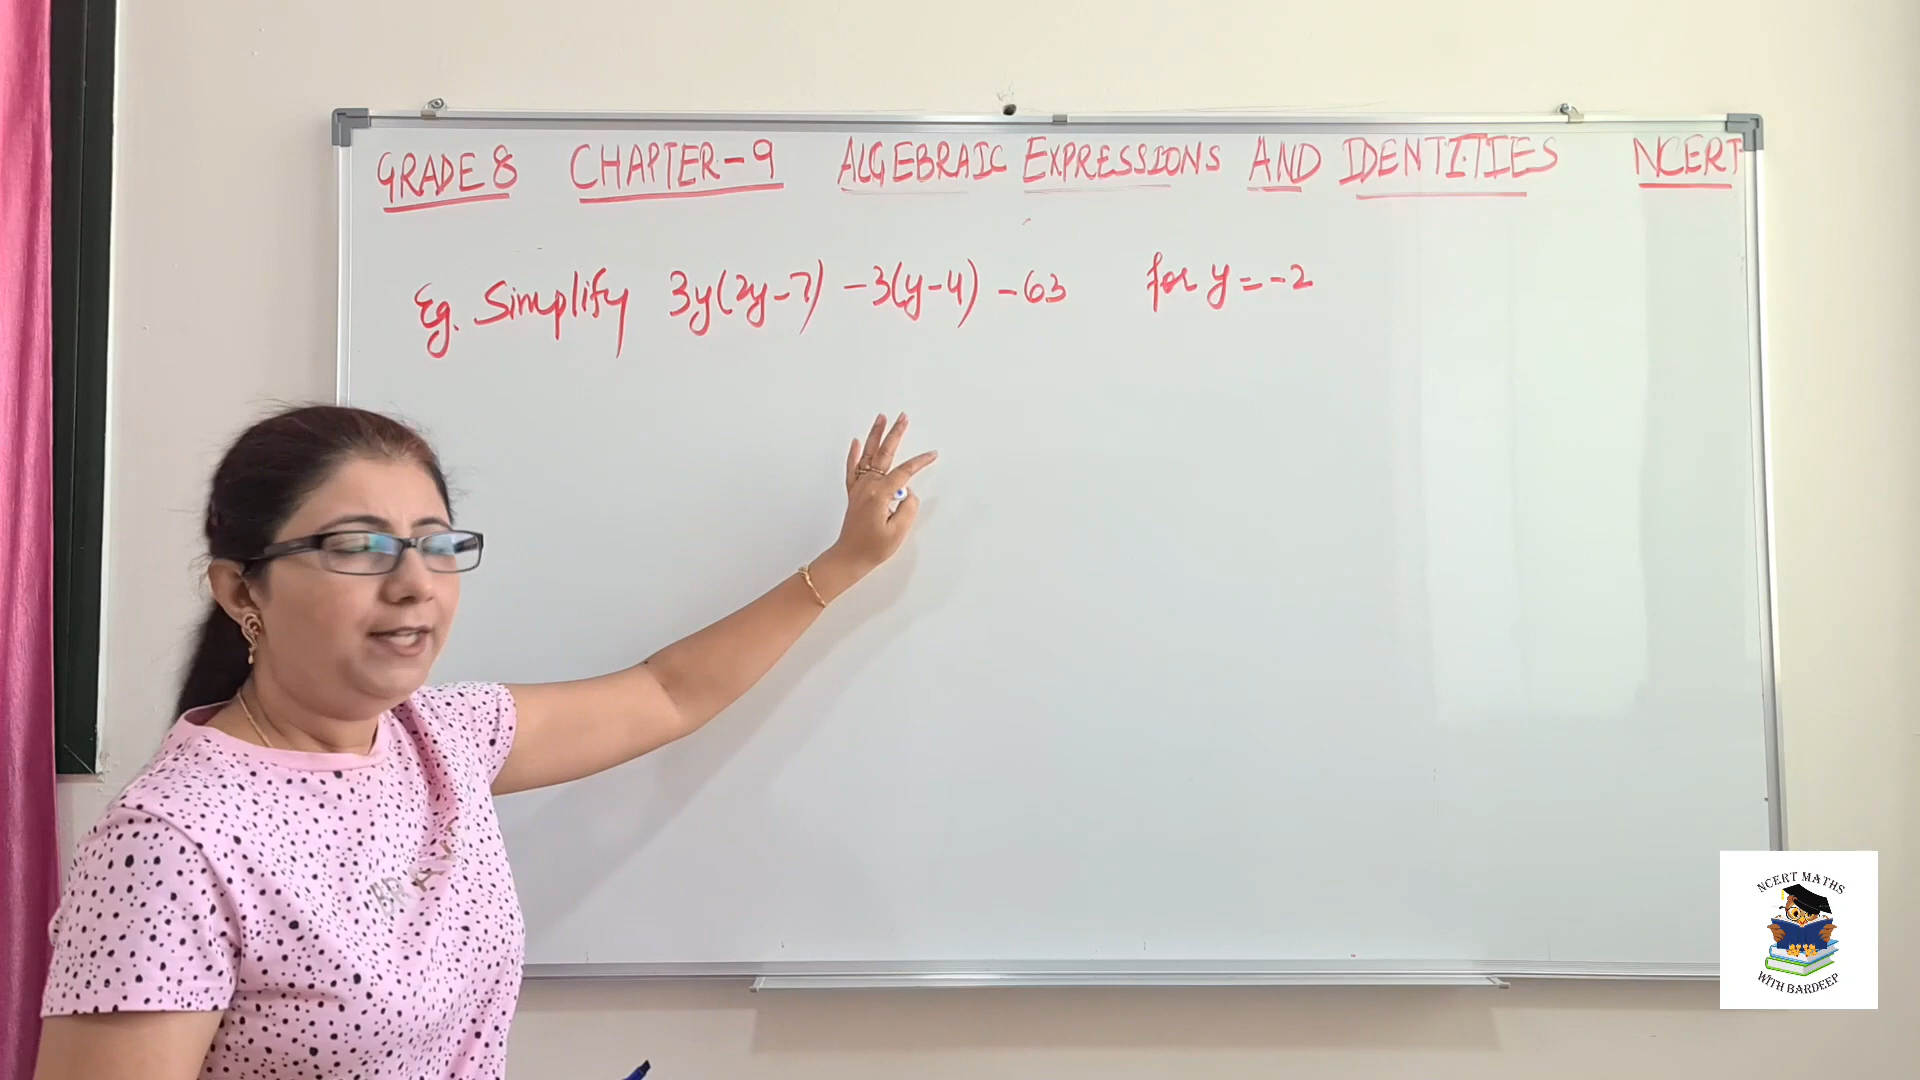 GRADE 8 CHAPTER-9 ALGEBRAIC EXPRESSIONS AND IDENTITIES NCERT
Eg. Simplify 3y(2y-7) -3(y-4) -63 for y=-2
NCERT MATHS
WITH BARDEEP